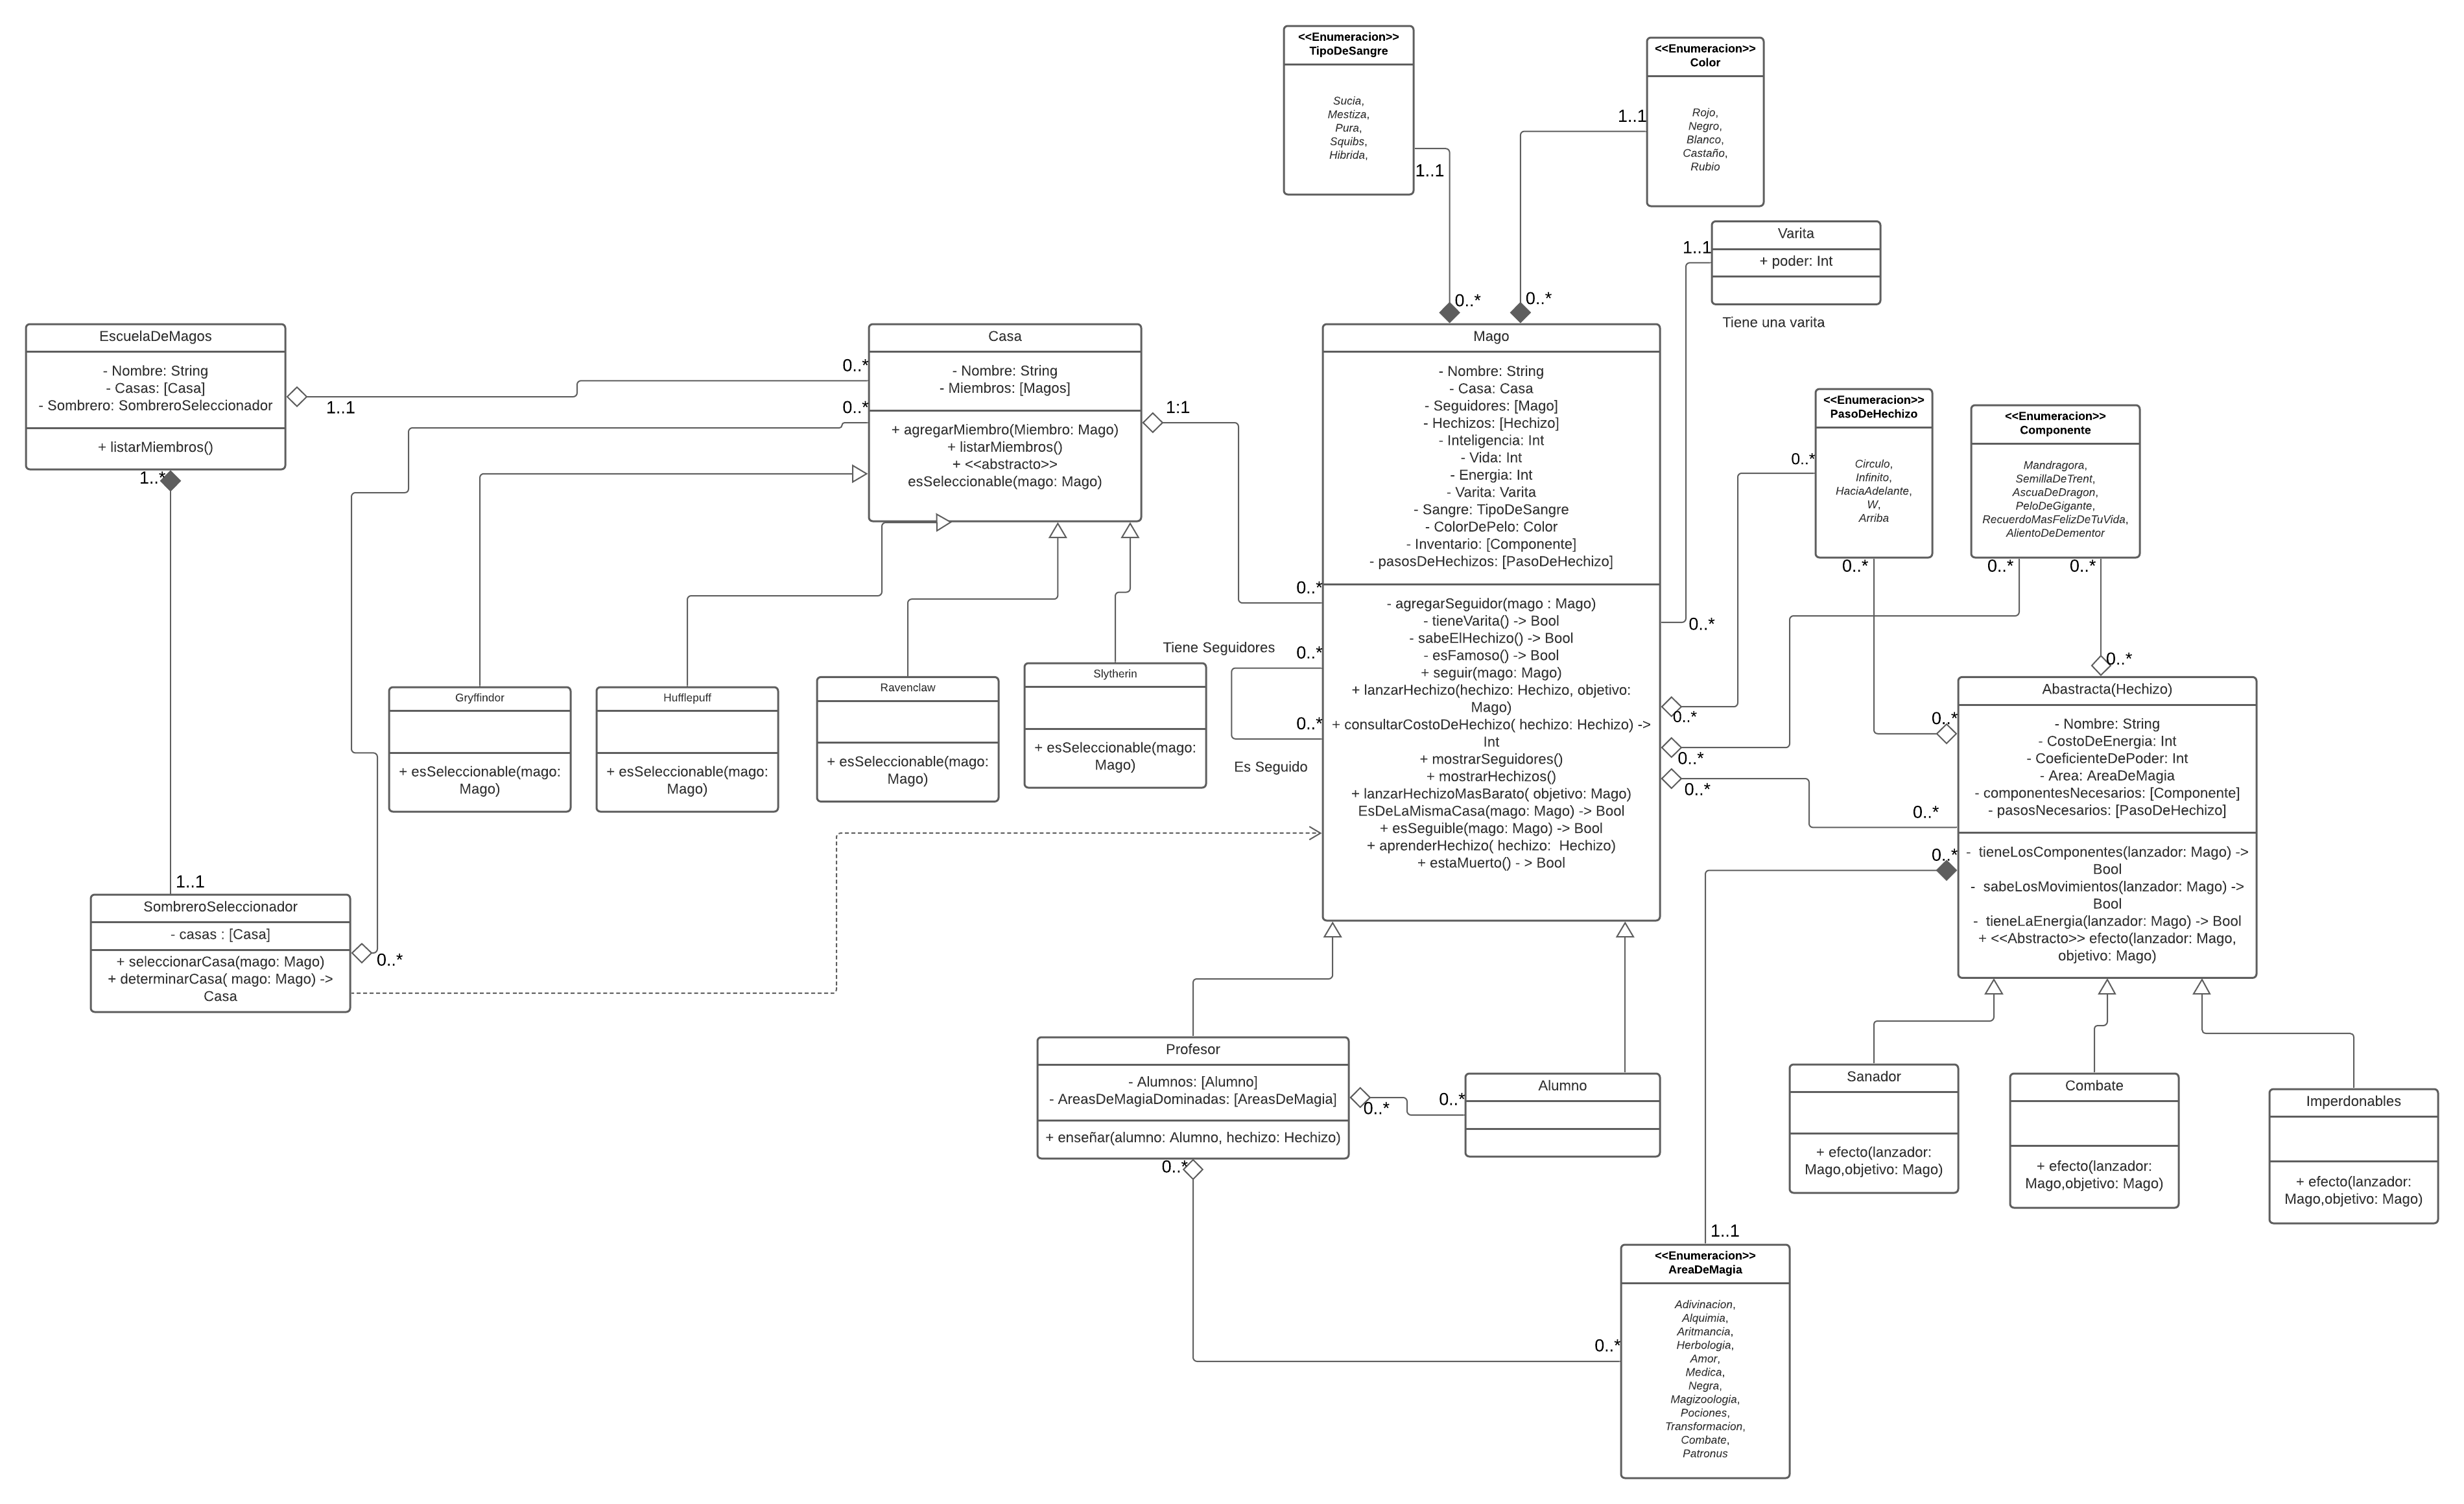 <<Enumeracion>>
TipoDeSangre
Sucia,
Mestiza,
Pura,
Squibs,
Hibrida,
1..1
0..*
<<Enumeracion>>
Color
Rojo,
Negro,
Blanco,
Castaño,
Rubio
1..1
0..*
Varita
+ poder: Int
1..1
Tiene una varita
0..*
EscuelaDeMagos
- Nombre: String
- Casas: [Casa]
- Sombrero: SombreroSeleccionador
+ listarMiembros()
1..1
1..*
0..*
0..*
Casa
- Nombre: String
- Miembros: [Magos]
+ agregarMiembro(Miembro: Mago)
+ listarMiembros()
+ <<abstracto>>
esSeleccionable(mago: Mago)
1:1
0..*
Mago
- Nombre: String
- Casa: Casa
- Seguidores: [Mago]
- Hechizos: [Hechizo]
- Inteligencia: Int
- Vida: Int
- Energia: Int
- Varita: Varita
- Sangre: TipoDeSangre
- ColorDePelo: Color
- Inventario: [Componente]
- pasosDeHechizos: [PasoDeHechizo]
- agregarSeguidor(mago : Mago)
- tieneVarita() -> Bool
- sabeElHechizo() -> Bool
- esFamoso() -> Bool
+ seguir(mago: Mago)
+ lanzarHechizo(hechizo: Hechizo, objetivo:
Mago)
+ consultarCostoDeHechizo( hechizo: Hechizo) ->
Int
+ mostrarSeguidores()
+ mostrarHechizos()
+ lanzarHechizoMasBarato( objetivo: Mago)
EsDeLaMismaCasa(mago: Mago) -> Bool
+ esSeguible(mago: Mago) -> Bool
+ aprenderHechizo( hechizo:  Hechizo)
+ estaMuerto() - > Bool
Tiene Seguidores
0..*
0..*
Es Seguido
<<Enumeracion>>
PasoDeHechizo
Circulo,
Infinito,
HaciaAdelante,
W,
Arriba
0..*
0..*
<<Enumeracion>>
Componente
Mandragora,
SemillaDeTrent,
AscuaDeDragon,
PeloDeGigante,
RecuerdoMasFelizDeTuVida,
AlientoDeDementor
0..*
0..*
0..*
0..*
0..*
0..*
0..*
0..*
0..*
Abastracta(Hechizo)
- Nombre: String
- CostoDeEnergia: Int
- CoeficienteDePoder: Int
- Area: AreaDeMagia
- componentesNecesarios: [Componente]
- pasosNecesarios: [PasoDeHechizo]
-  tieneLosComponentes(lanzador: Mago) ->
Bool
-  sabeLosMovimientos(lanzador: Mago) ->
Bool
-  tieneLaEnergia(lanzador: Mago) -> Bool
+ <<Abstracto>> efecto(lanzador: Mago,
objetivo: Mago)
Gryffindor
+ esSeleccionable(mago:
Mago)
Hufflepuff
+ esSeleccionable(mago:
Mago)
Ravenclaw
+ esSeleccionable(mago:
Mago)
Slytherin
+ esSeleccionable(mago:
Mago)
1..1
SombreroSeleccionador
- casas : [Casa]
+ seleccionarCasa(mago: Mago)
+ determinarCasa( mago: Mago) ->
Casa
0..*
Profesor
- Alumnos: [Alumno]
- AreasDeMagiaDominadas: [AreasDeMagia]
+ enseñar(alumno: Alumno, hechizo: Hechizo)
0..*
0..*
0..*
Alumno
Sanador
+ efecto(lanzador:
Mago,objetivo: Mago)
Combate
+ efecto(lanzador:
Mago,objetivo: Mago)
Imperdonables
+ efecto(lanzador:
Mago,objetivo: Mago)
1..1
0..*
<<Enumeracion>>
AreaDeMagia
Adivinacion,
Alquimia,
Aritmancia,
Herbologia,
Amor,
Medica,
Negra,
Magizoologia,
Pociones,
Transformacion,
Combate,
Patronus